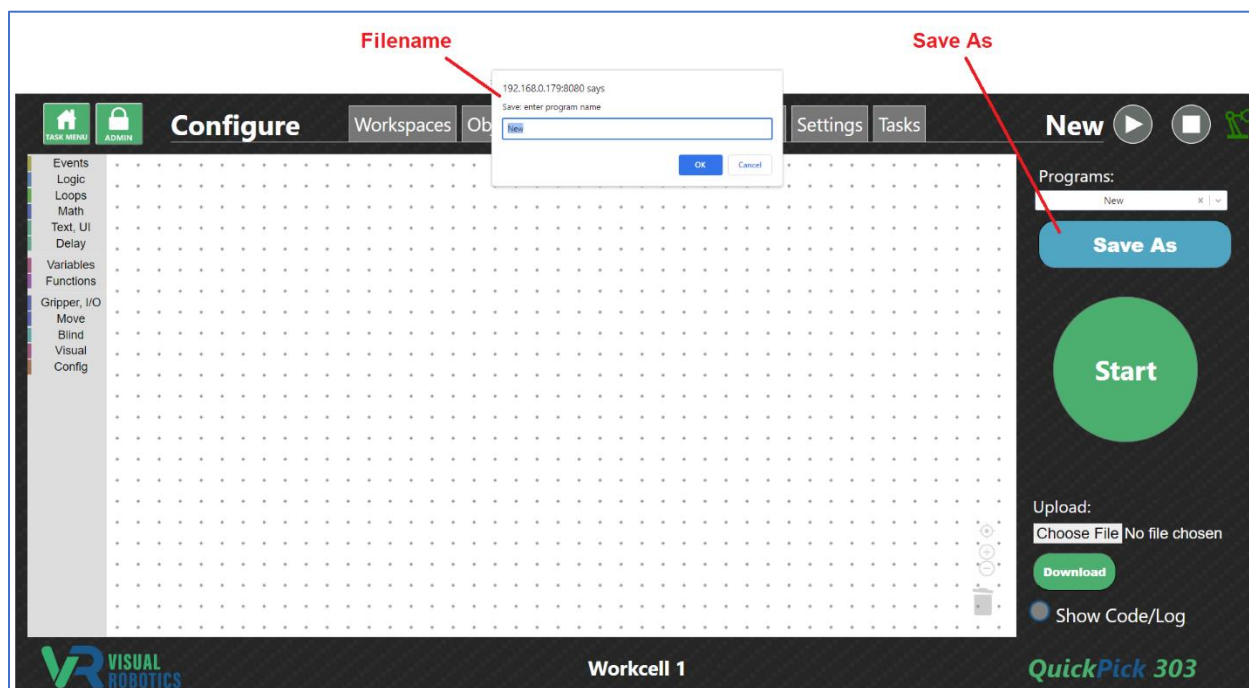 Filename
Save As
192.168.0.179:8080 says
Save: enter program name
New
OK
Cancel
TASK MENU
ADMIN
Configure
Workspaces
Ob
Settings
Tasks
New
Events
Logic
Loops
Math
Text, UI
Delay
Variables
Functions
Gripper, I/O
Move
Blind
Visual
Config
Programs:
New
Save As
Start
Upload:
Choose File No file chosen
Download
Show Code/Log
VR VISUAL
ROBOTICS
Workcell 1
QuickPick 303